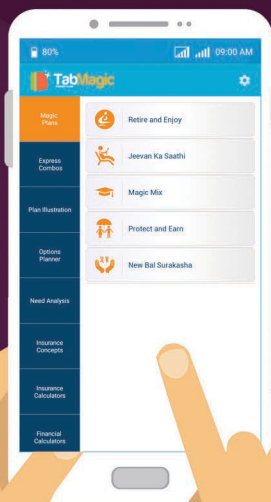 80%
09:00 AM
TabMagic
Magic
Plans
Express
Combos
Plan Illustration
Options
Planner
Need Analysis
Insurance
Concepts
Insurance
Calculators
Financial
Calculators
Retire and Enjoy
Jeevan Ka Saathi
Magic Mix
Protect and Earn
New Bal Surakasha